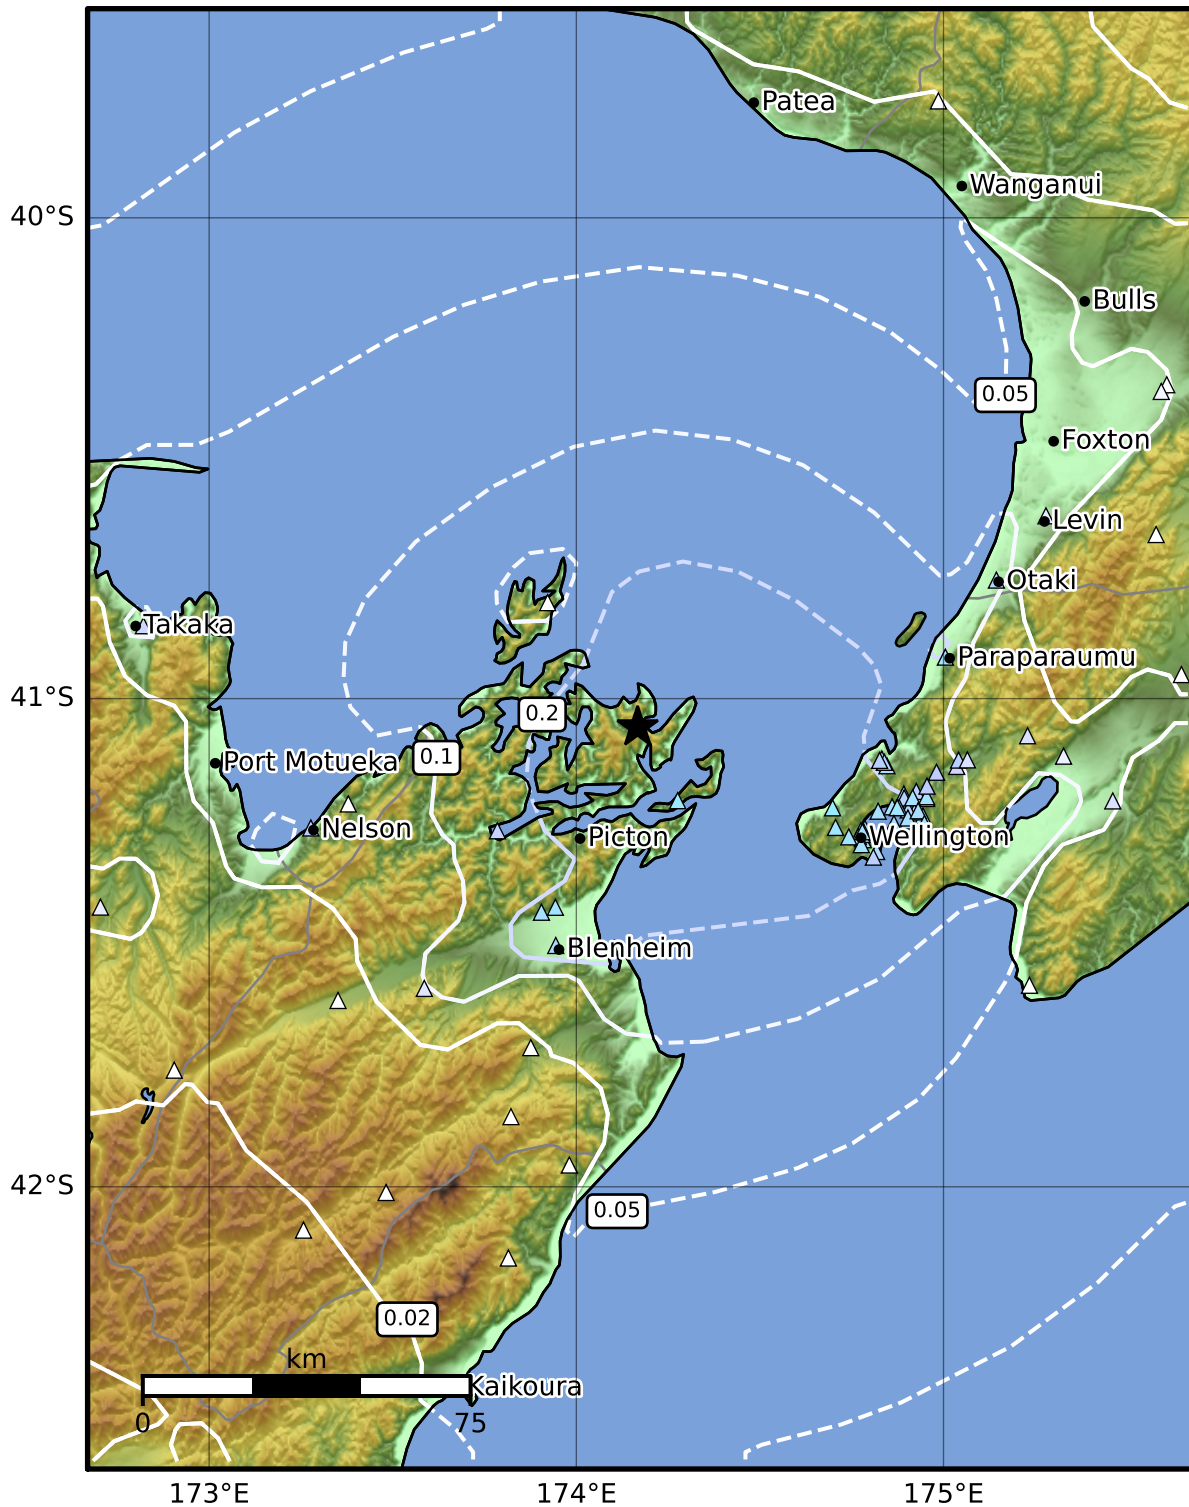 Patea
Wanganui
40°S
Bulls
0.05
Foxton
Levin
Otaki
Takaka
Paraparaumu
41°S
0.2
0.1
Port Motueka
Nelson
Picton
Wellington
Blenheim
42°S
0.05
0.02
km
Kaikoura
0
75
173°E
174°E
175°E